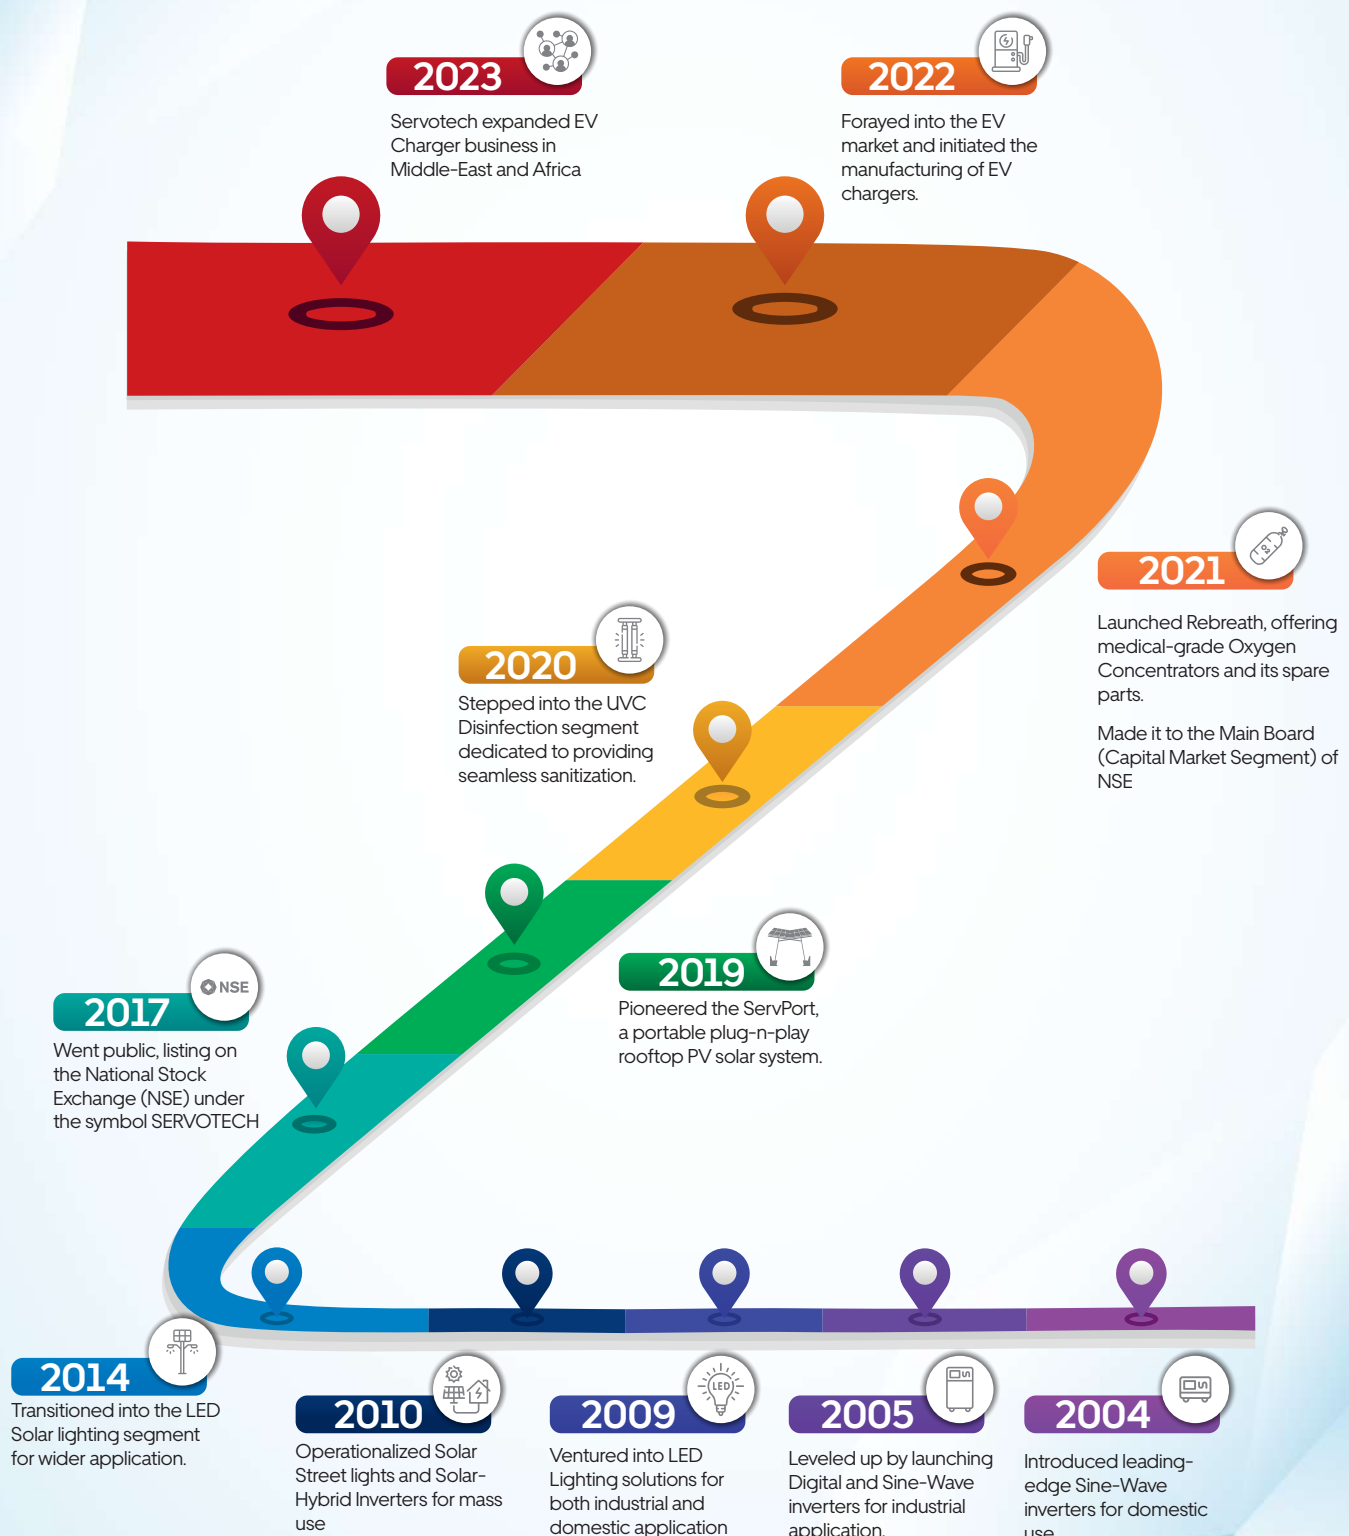 2023
Servotech expanded EV
Charger business in
Middle-East and Africa
2022
Forayed into the EV
market and initiated the
manufacturing of EV
chargers.
2021
Launched Rebreath, offering
medical-grade Oxygen
Concentrators and its spare
parts.
Made it to the Main Board
(Capital Market Segment) of
NSE
2020
Stepped into the UVC
Disinfection segment
dedicated to providing
seamless sanitization.
2019
Pioneered the ServPort,
a portable plug-n-play
rooftop PV solar system.
NSE
2017
Went public, listing on
the National Stock
Exchange (NSE) under
the symbol SERVOTECH
2014
Transitioned into the LED
Solar lighting segment
for wider application.
2010
Operationalized Solar
Street lights and Solar-
Hybrid Inverters for mass
use
LED
2009
Ventured into LED
Lighting solutions for
both industrial and
domestic application
2005
Leveled up by launching
Digital and Sine-Wave
inverters for industrial
application.
2004
Introduced leading-
edge Sine-Wave
inverters for domestic
use